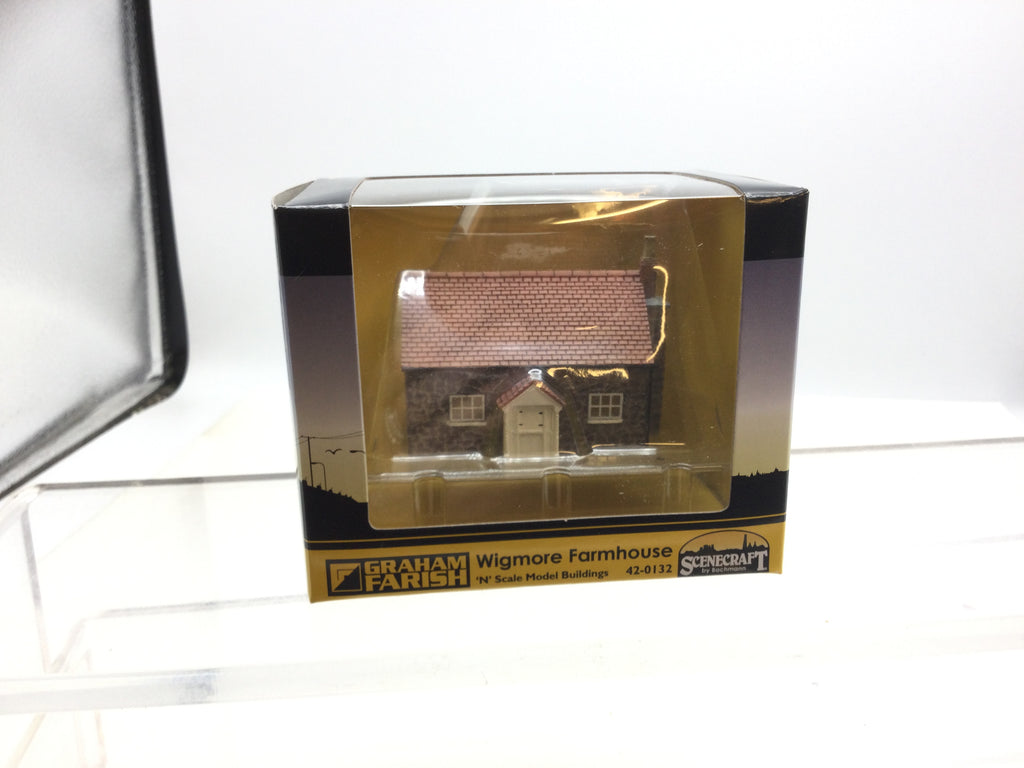 GRAHAM
FARISH
Wigmore Farmhouse
'N' Scale Model Buildings 42-0132
SCENECRAFT
by Bachmann